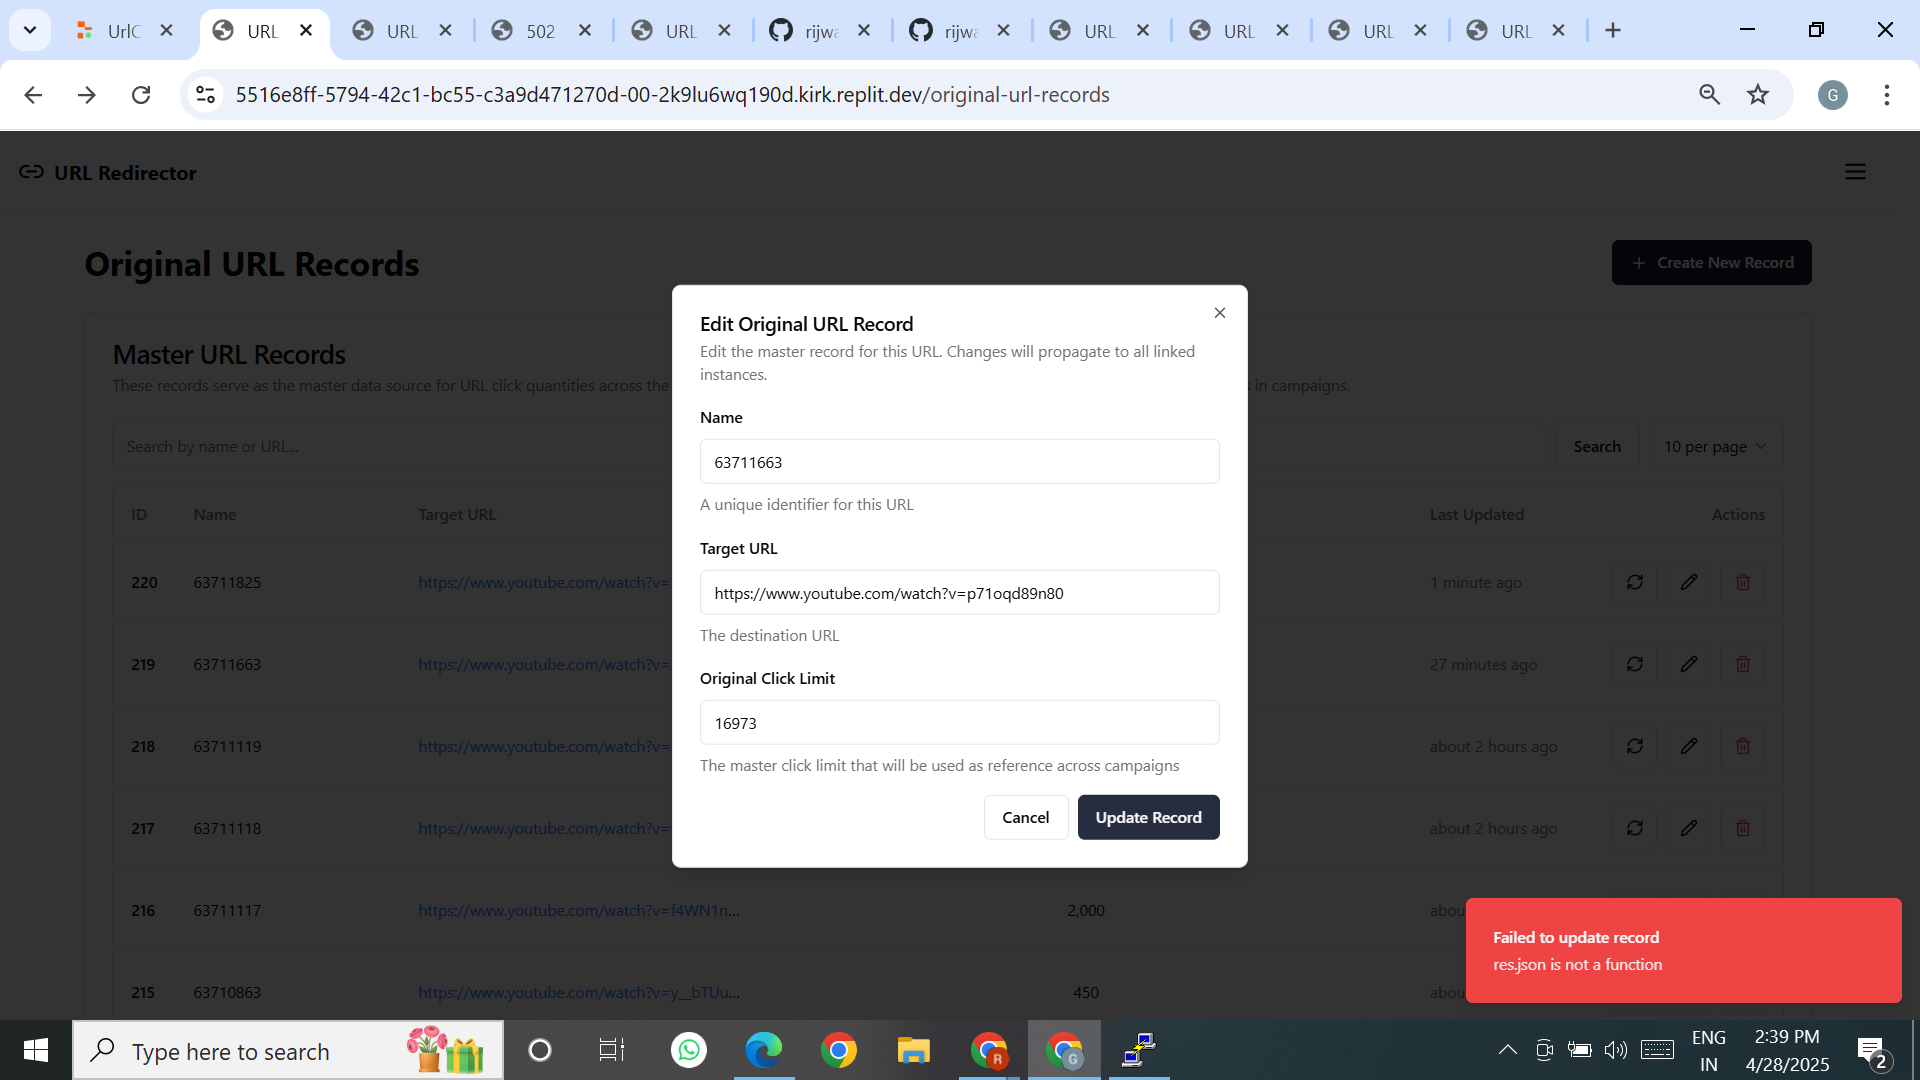 UrlC
URL
URL
502
URL
rijwa
rijwa
URL
URL
URL
URL
5516e8ff-5794-42c1-bc55-c3a9d471270d-00-2k9lu6wq190d.kirk.replit.dev/original-url-records
G
URL Redirector
Original URL Records
Create New Record
Master URL Records
These records serve as the master data source for URL click quantities across the
in campaigns.
Search by name or URL...
Search
10 per page
ID Name Target URL Last Updated Actions
220 63711825 https://www.youtube.com/watch?v= 1 minute ago
219 63711663 https://www.youtube.com/watch?v= 27 minutes ago
218 63711119 https://www.youtube.com/watch?v= about 2 hours ago
217 63711118 https://www.youtube.com/watch?v= about 2 hours ago
216 63711117 https://www.youtube.com/watch?v=f4WN1n... 2,000 abou
215 63710863 https://www.youtube.com/watch?v=y__bTUu... 450 abou
Edit Original URL Record
Edit the master record for this URL. Changes will propagate to all linked
instances.
Name
63711663
A unique identifier for this URL
Target URL
https://www.youtube.com/watch?v=p71oqd89n80
The destination URL
Original Click Limit
16973
The master click limit that will be used as reference across campaigns
Cancel
Update Record
Failed to update record
res.json is not a function
Type here to search
R
G
ENG
IN
2:39 PM
4/28/2025
2